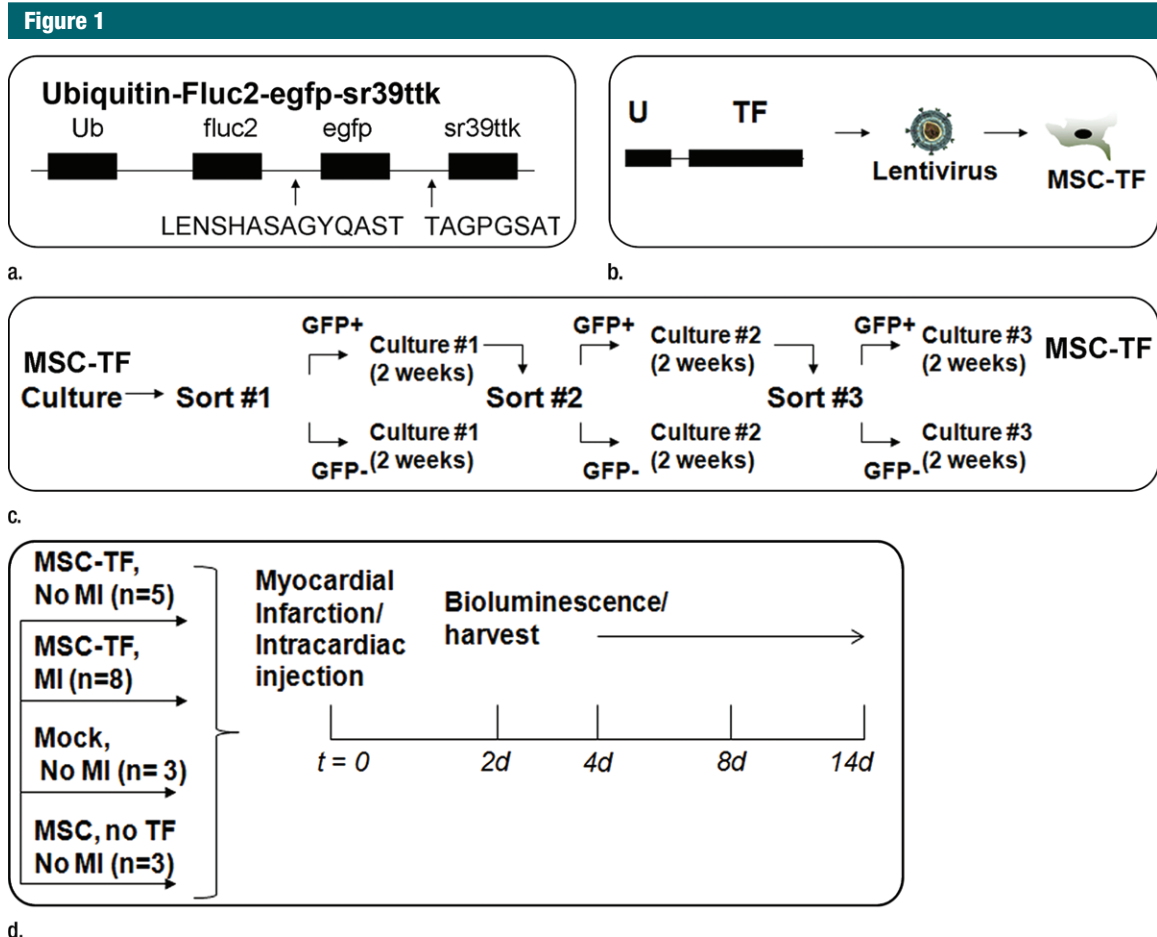 Figure 1
Ubiquitin-Fluc2-egfp-sr39ttk
Ub fluc2 egfp sr39ttk
LENSHASAGYQAST TAGPGSAT
a.
U TF
Lentivirus
MSC-TF
b.
MSC-TF
Culture
Sort #1
GFP+
Culture #1
(2 weeks)
GFP-
Culture #1
(2 weeks)
Sort #2
GFP+
Culture #2
(2 weeks)
GFP-
Culture #2
(2 weeks)
Sort #3
GFP+
Culture #3
(2 weeks)
MSC-TF
GFP-
Culture #3
(2 weeks)
c.
MSC-TF,
No MI (n=5)
MSC-TF,
MI (n=8)
Mock,
No MI (n= 3)
MSC, no TF
No MI (n=3)
Myocardial
Infarction/
Intracardiac
injection
Bioluminescence/
harvest
t = 0 2d 4d 8d 14d
d.